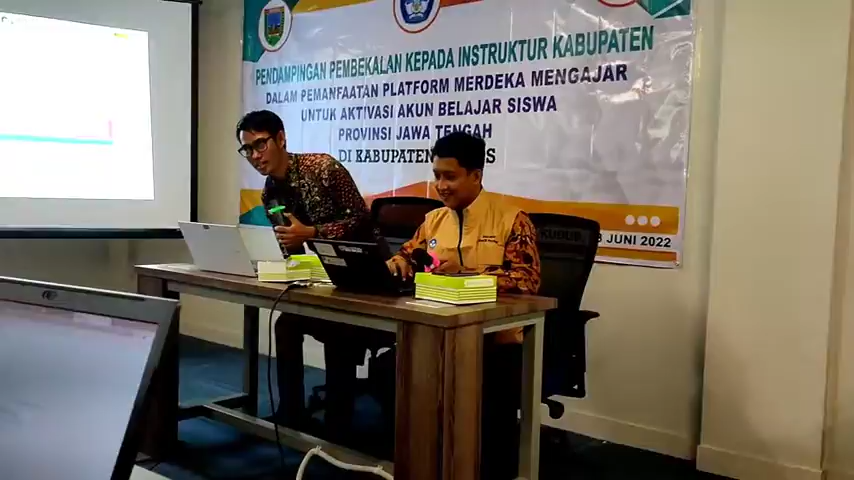 PENDAMPINGAN PEMBEKALAN KEPADA INSTRUKTUR KABUPATEN
DALAM PEMANFAATAN PLATFORM MERDEKA MENGAJAR
UNTUK AKTIVASI AKUN BELAJAR SISWA
PROVINSI JAWA TENGAH
DI KABUPATEN
JUNI 2022